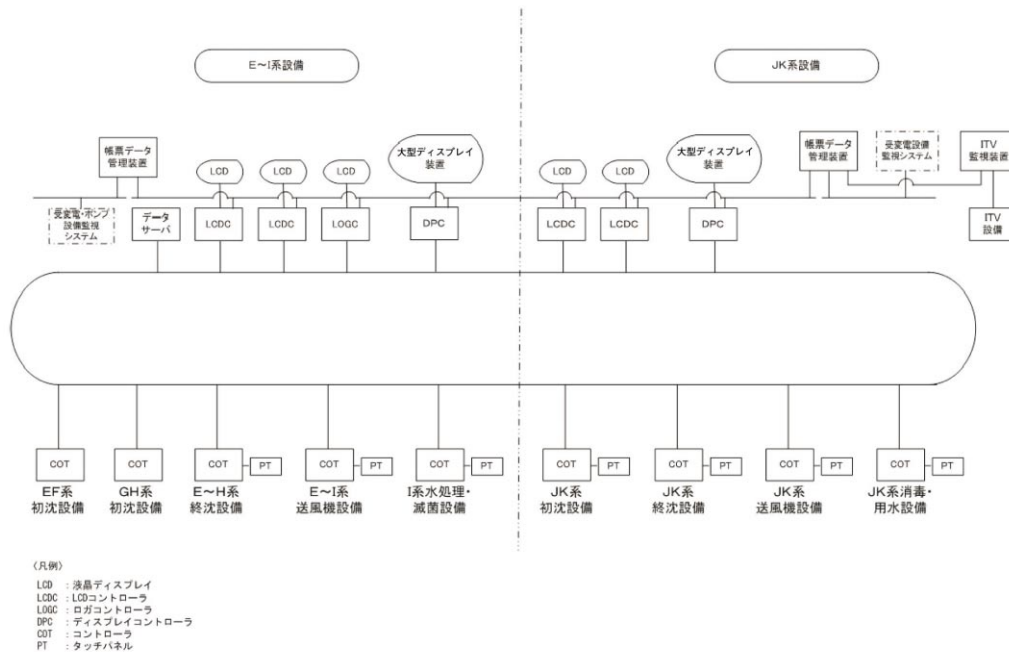 E～I系設備
JK系設備
帳票データ
管理装置
LCD
LCD
LCD
大型ディスプレイ
装置
LCD
LCD
大型ディスプレイ
装置
帳票データ
管理装置
受変電設備
監視システム
ITV
監視装置
受変電・ポンプ
設備監視
システム
データ
サーバ
LCDC
LCDC
LOGC
DPC
LCDC
LCDC
DPC
ITV
設備
COT
COT
COT
PT
COT
PT
COT
PT
COT
PT
COT
PT
COT
PT
COT
PT
EF系
初沈設備
GH系
初沈設備
E～H系
終沈設備
E～I系
送風機設備
I系水処理・
滅菌設備
JK系
初沈設備
JK系
終沈設備
JK系
送風機設備
JK系消毒・
用水設備
〈凡例〉
LCD ：液晶ディスプレイ
LCDC ：LCDコントローラ
LOGC ：ロガコントローラ
DPC ：ディスプレイコントローラ
COT ：コントローラ
PT ：タッチパネル